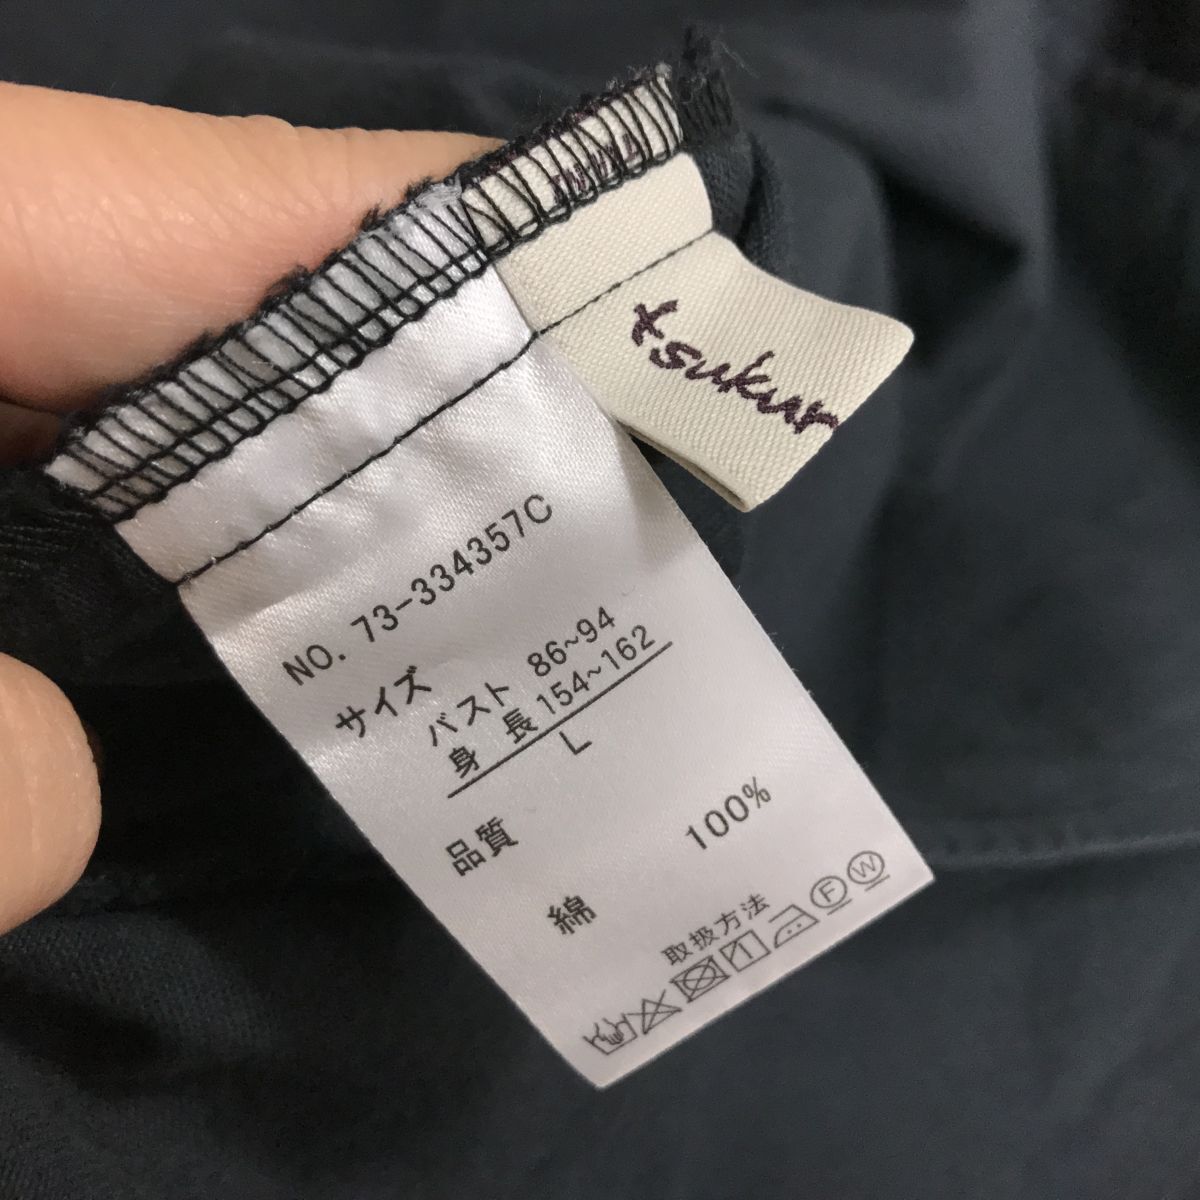 tsukur
NO. 73-334357C
サイズ
バスト 86~94
身 長 154~162
L
品質
綿 100%
取扱方法
1 F W